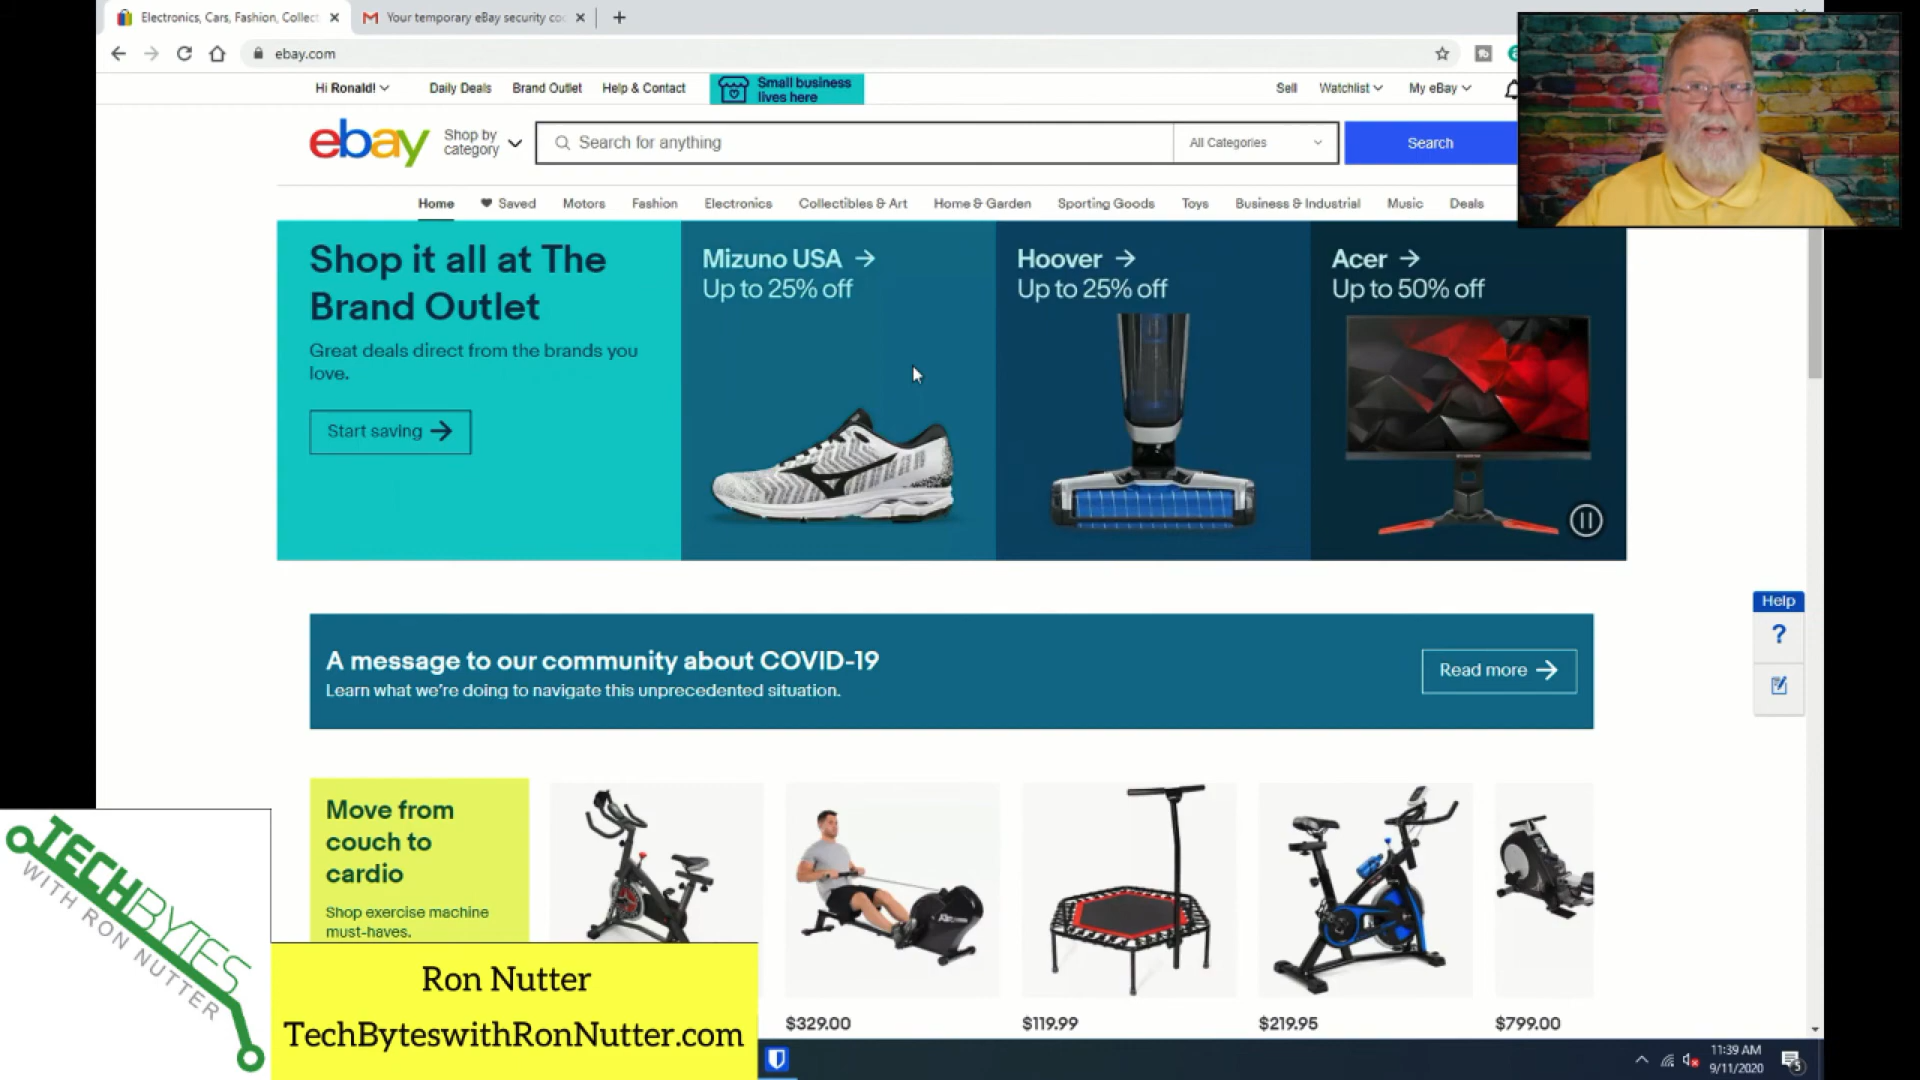 Electronics, Cars, Fashion, Collect
Your temporary eBay security co
ebay.com
Hi Ronald!
Daily Deals
Brand Outlet
Help & Contact
Small business
lives here
Sell
Watchlist
My eBay
ebay
Shop by
category
Search for anything
All Categories
Search
Home
Saved
Motors
Fashion
Electronics
Collectibles & Art
Home & Garden
Sporting Goods
Toys
Business & Industrial
Music
Deals
Shop it all at The
Brand Outlet
Great deals direct from the brands you
love.
Start saving
Mizuno USA
Up to 25% off
Hoover
Up to 25% off
Acer
Up to 50% off
Help
?
A message to our community about COVID-19
Learn what we're doing to navigate this unprecedented situation.
Read more
Move from
couch to
cardio
Shop exercise machine
must-haves.
$329.00
$119.99
$219.95
$799.00
TECHBYTES
WITH RON NUTTER
Ron Nutter
TechByteswithRonNutter.com
11:39 AM
9/11/2020
5